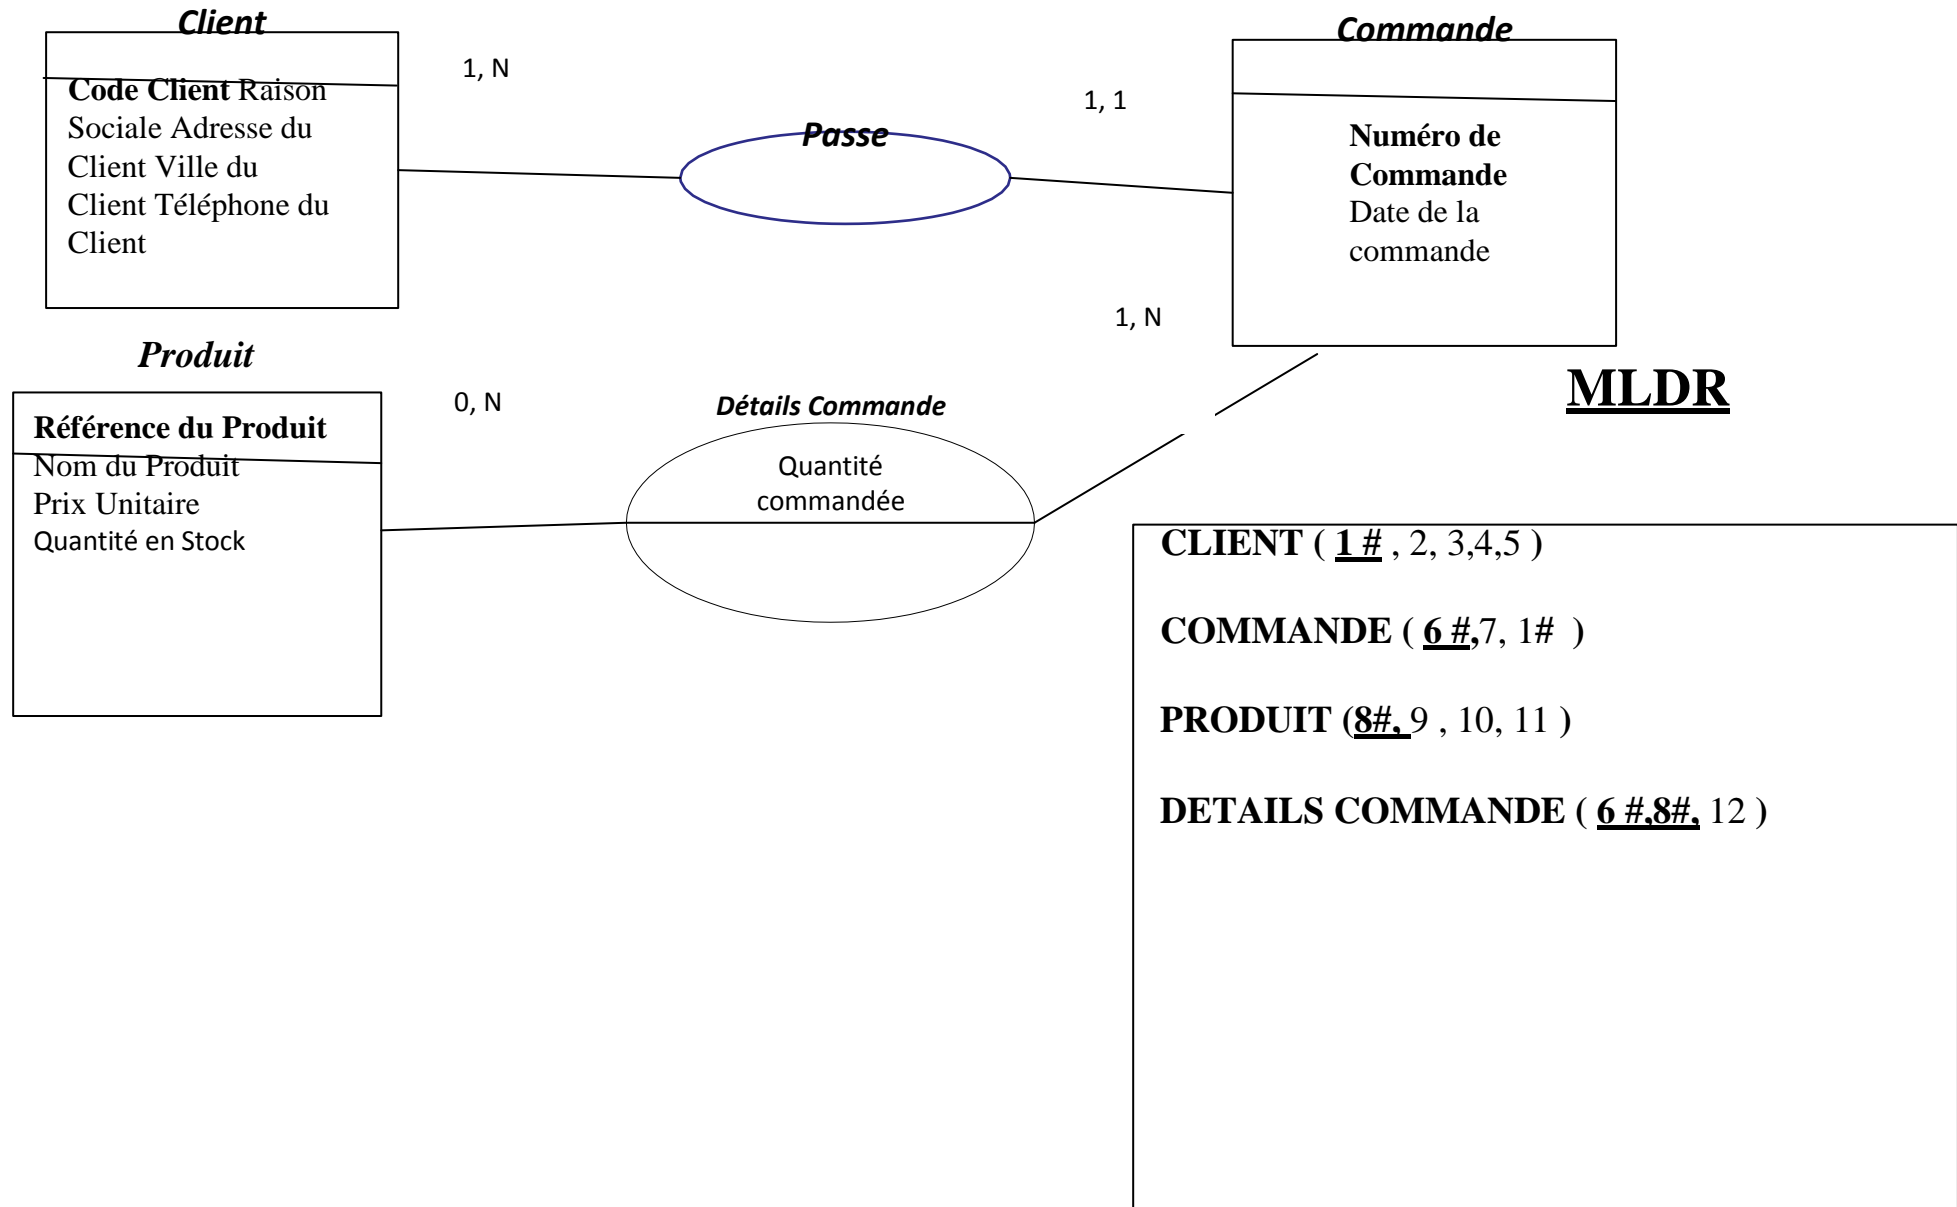 Client
Code Client Raison
Sociale Adresse du
Client Ville du
Client Téléphone du
Client
1, N
Passe
1, 1
Commande
Numéro de
Commande
Date de la
commande
1, N
Produit
Référence du Produit
Nom du Produit
Prix Unitaire
Quantité en Stock
0, N
Détails Commande
Quantité
commandée
MLDR
CLIENT ( 1 # , 2, 3,4,5 )
COMMANDE ( 6 #,7, 1# )
PRODUIT (8#, 9 , 10, 11 )
DETAILS COMMANDE ( 6 #,8#, 12 )